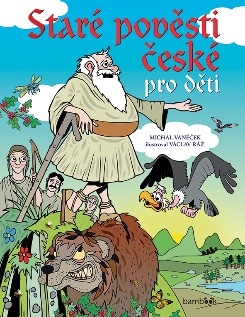 Staré pověsti
české
pro děti
MICHAL VANĚČEK
ilustroval VÁCLAV RÁŽ
bambook